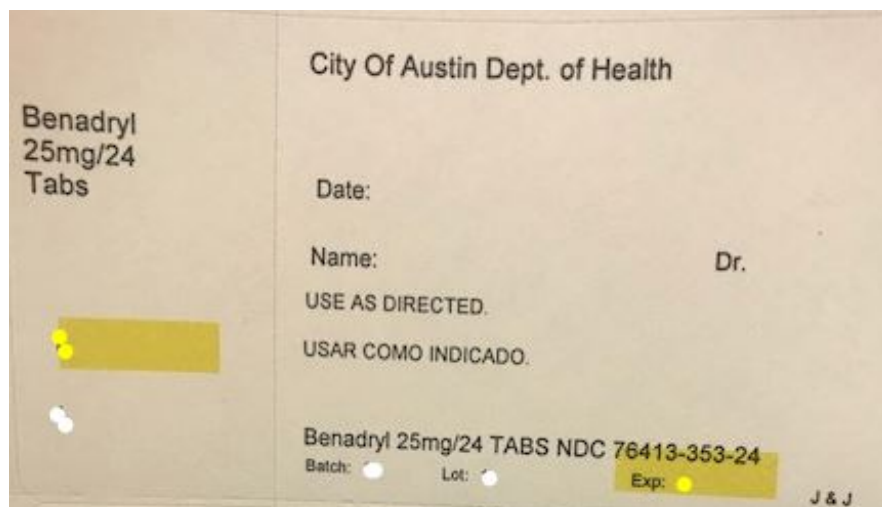 Benadryl
25mg/24
Tabs
City Of Austin Dept. of Health
Date:
Name: Dr.
USE AS DIRECTED.
USAR COMO INDICADO.
Benadryl 25mg/24 TABS NDC 76413-353-24
Batch: Lot: Exp:
J & J